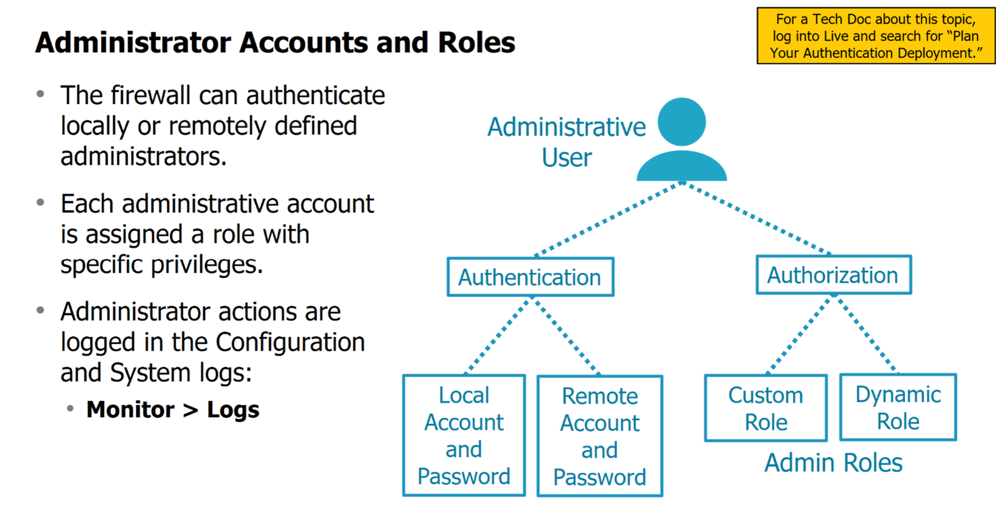 For a Tech Doc about this topic,
log into Live and search for “Plan
Your Authentication Deployment.”
Administrator Accounts and Roles
• The firewall can authenticate
locally or remotely defined
administrators.
• Each administrative account
is assigned a role with
specific privileges.
• Administrator actions are
logged in the Configuration
and System logs:
• Monitor > Logs
Administrative
User
Authentication
Authorization
Local
Account
and
Password
Remote
Account
and
Password
Custom
Role
Dynamic
Role
Admin Roles